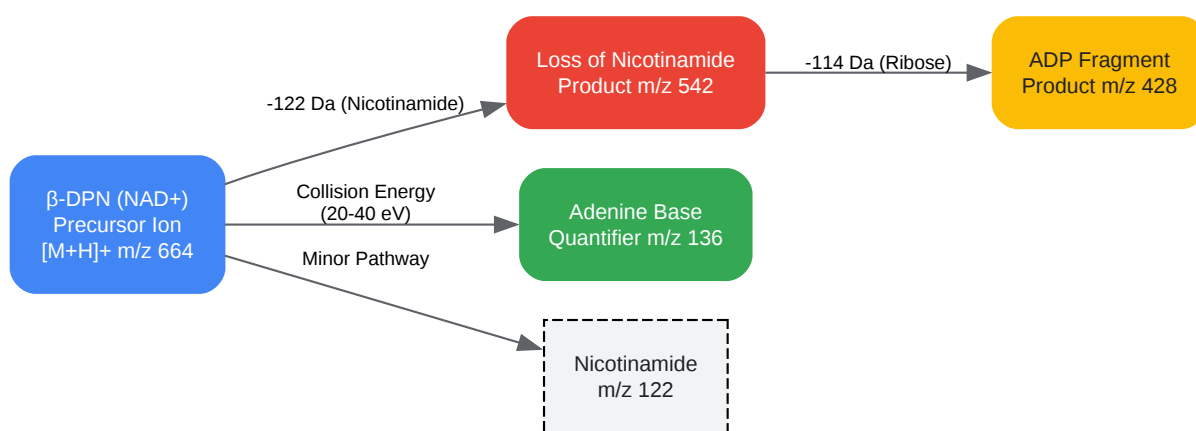 β-DPN (NAD+)
Precursor Ion
[M+H]+ m/z 664
-122 Da (Nicotinamide)
Loss of Nicotinamide
Product m/z 542
-114 Da (Ribose)
ADP Fragment
Product m/z 428
Collision Energy
(20-40 eV)
Adenine Base
Quantifier m/z 136
Minor Pathway
Nicotinamide
m/z 122